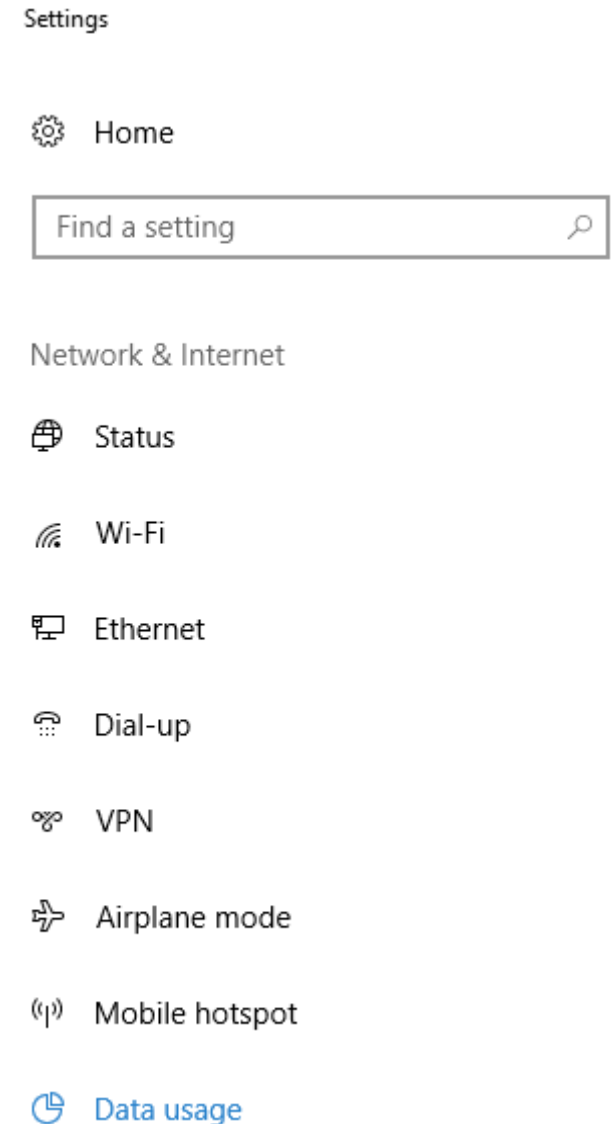 Settings
Home
Find a setting
Network & Internet
Status
Wi-Fi
Ethernet
Dial-up
VPN
Airplane mode
Mobile hotspot
Data usage